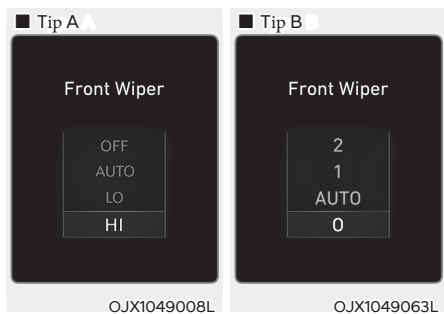 ■ Tip A
Front Wiper
OFF
AUTO
LO
HI
OJX1049008L
■ Tip B
Front Wiper
2
1
AUTO
0
OJX1049063L